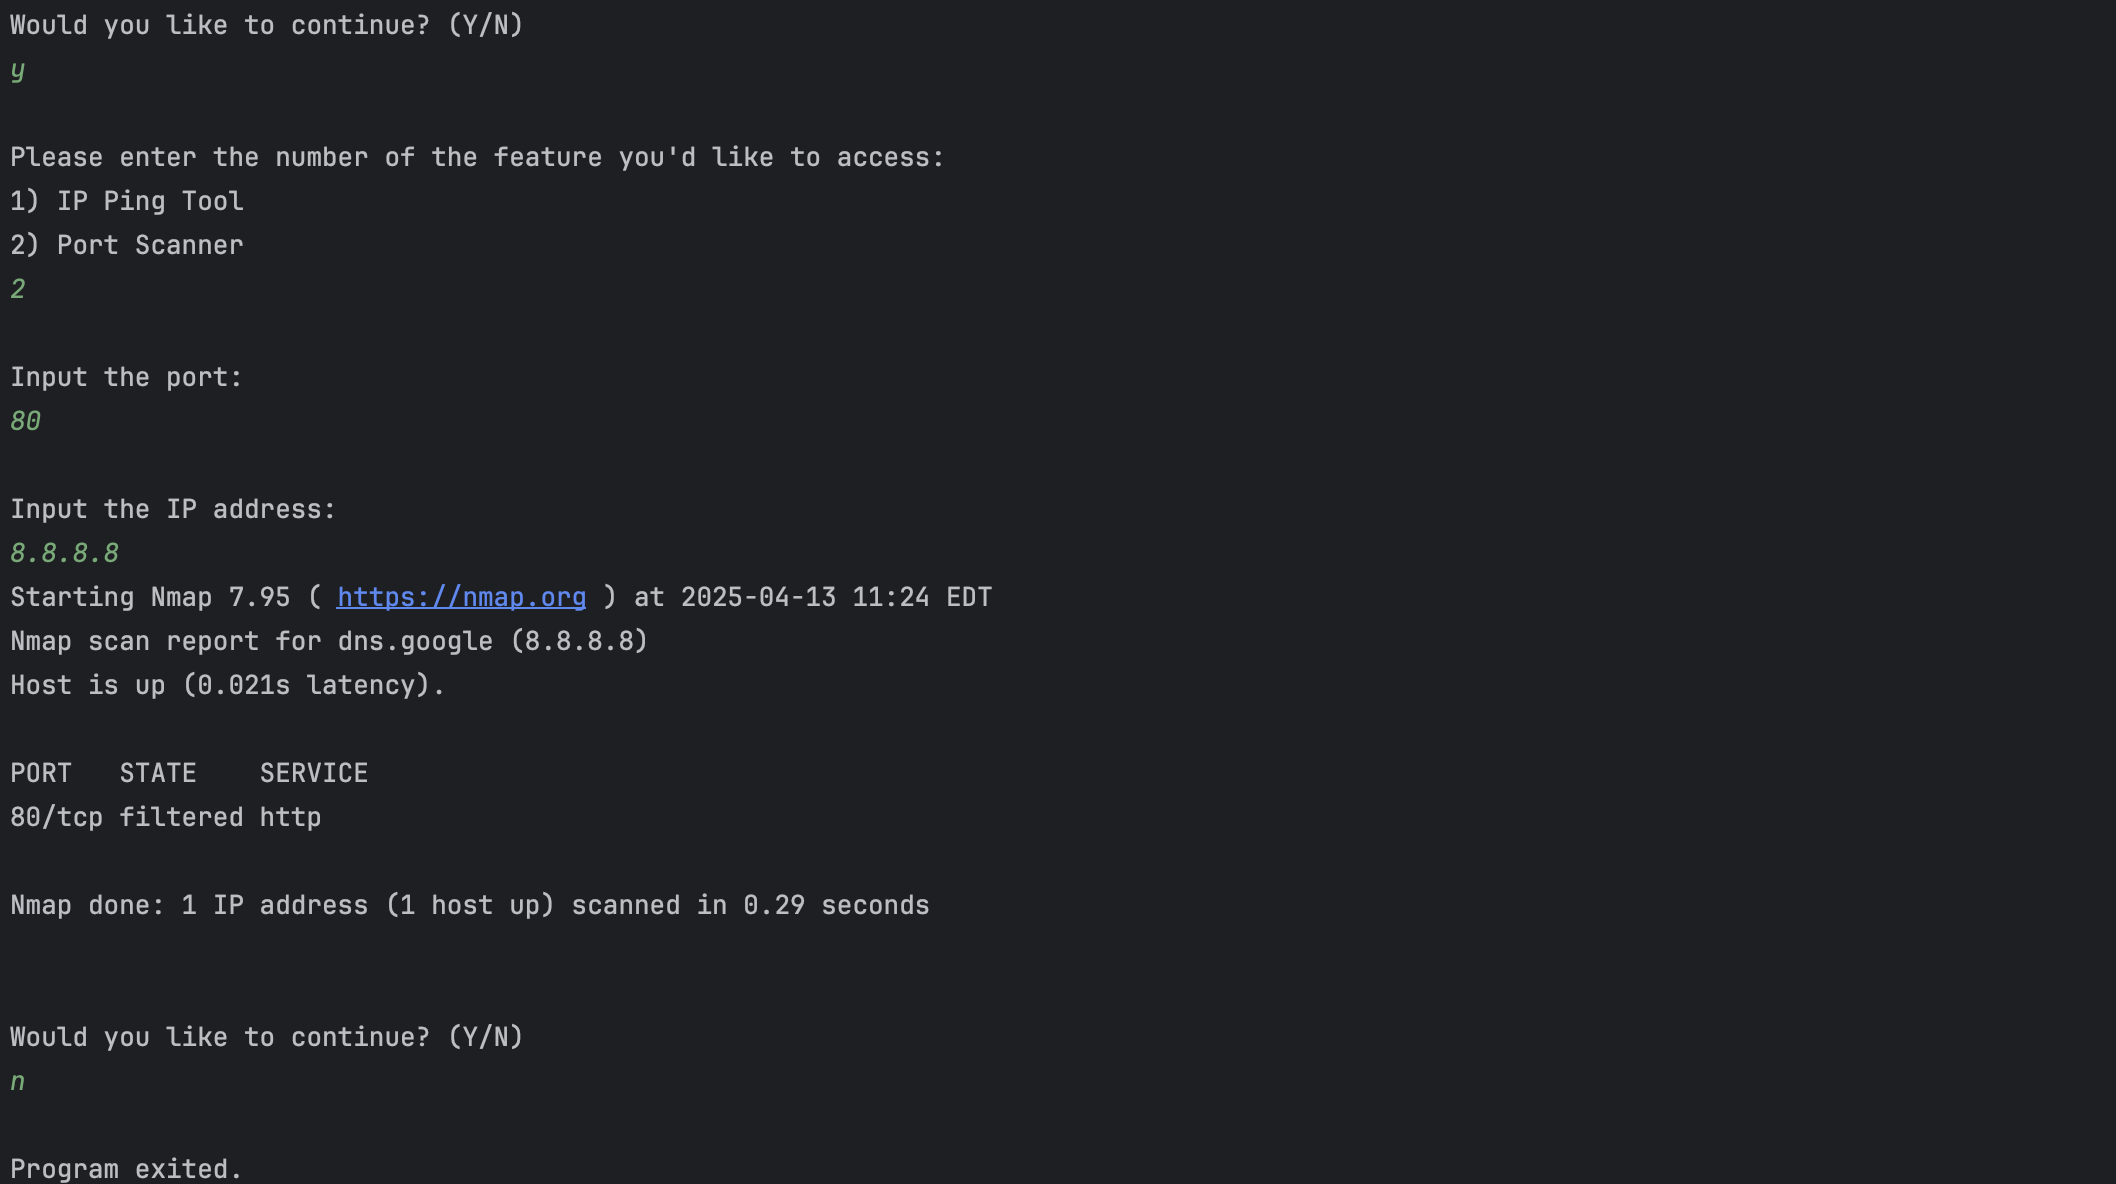 Would you like to continue? (Y/N)
y
Please enter the number of the feature you'd like to access:
1) IP Ping Tool
2) Port Scanner
2
Input the port:
80
Input the IP address:
8.8.8.8
Starting Nmap 7.95 ( https://nmap.org ) at 2025-04-13 11:24 EDT
Nmap scan report for dns.google (8.8.8.8)
Host is up (0.021s latency).
PORT   STATE    SERVICE
80/tcp filtered http
Nmap done: 1 IP address (1 host up) scanned in 0.29 seconds
Would you like to continue? (Y/N)
n
Program exited.